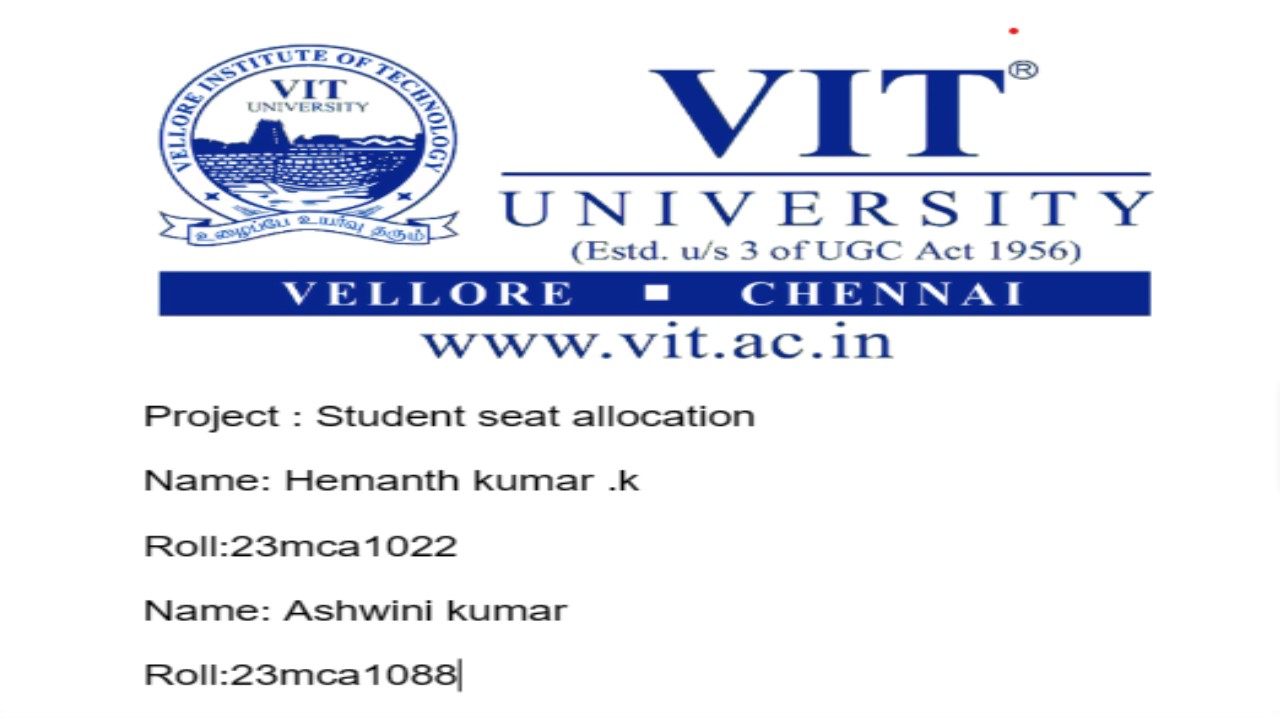 VELLORE INSTITUTE OF TECHNOLOGY
VIT
UNIVERSITY
உழைப்பே உயர்வு தரும்
VIT®
UNIVERSITY
(Estd. u/s 3 of UGC Act 1956)
VELLORE ■ CHENNAI
www.vit.ac.in
Project : Student seat allocation
Name: Hemanth kumar .k
Roll:23mca1022
Name: Ashwini kumar
Roll:23mca1088